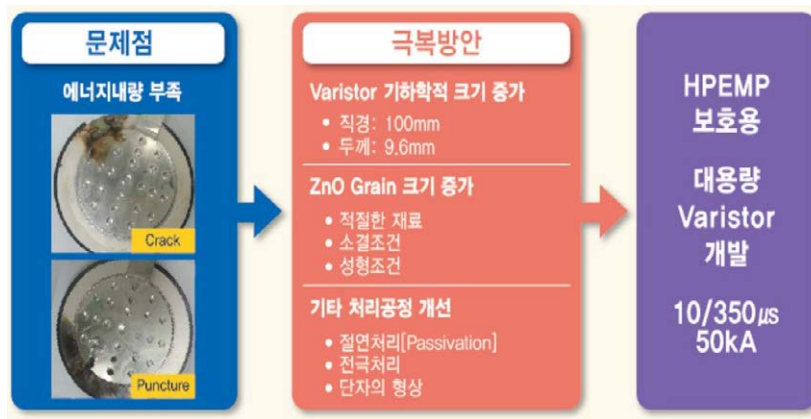 문제점
에너지내량 부족
Crack
Puncture
극복방안
Varistor 기하학적 크기 증가
• 직경: 100mm
• 두께: 9.6mm
ZnO Grain 크기 증가
• 적질한 재료
• 소결조건
• 성형조건
기타 처리공정 개선
• 절연처리[Passivation]
• 전극처리
• 단자의 형상
HPEMP
보호용
대용량
Varistor
개발
10/350㎲
50kA